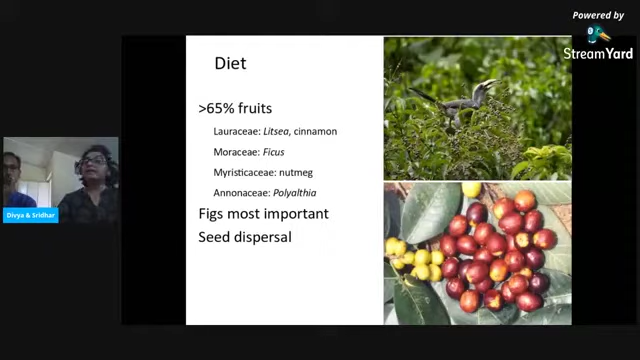 Powered by
StreamYard
Diet
>65% fruits
Lauraceae: Litsea, cinnamon
Moraceae: Ficus
Myristicaceae: nutmeg
Annonaceae: Polyalthia
Figs most important
Seed dispersal
Divya & Sridhar